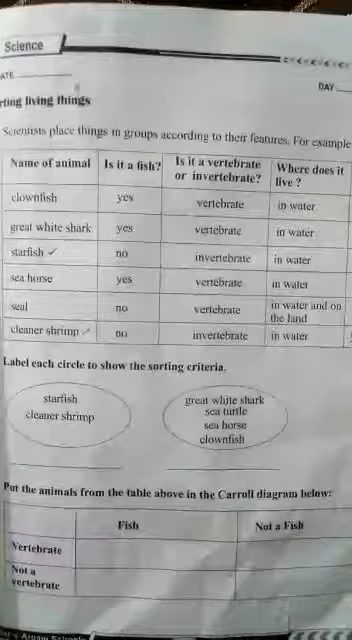 Science
ATE
DAY
rting living things
Scientists place things in groups according to their features. For example
Name of animal Is it a fish? Is it a vertebrate or invertebrate? Where does it live ?
clownfish yes vertebrate in water
great white shark yes vertebrate in water
starfish ✓ no invertebrate in water
sea horse yes vertebrate in water
seal no vertebrate in water and on the land
cleaner shrimp ✓ no invertebrate in water
Label each circle to show the sorting criteria.
starfish
cleaner shrimp
great white shark
sea turtle
sea horse
clownfish
Put the animals from the table above in the Carroll diagram below:
Fish Not a Fish
Vertebrate
Not a
vertebrate